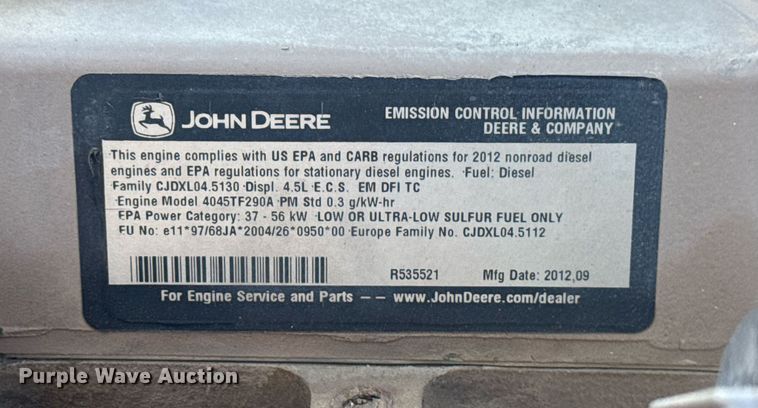 JOHN DEERE
EMISSION CONTROL INFORMATION
DEERE & COMPANY
This engine complies with US EPA and CARB regulations for 2012 nonroad diesel
engines and EPA regulations for stationary diesel engines. Fuel: Diesel
Family CJDXL04.5130 Displ. 4.5L E.C.S. EM DFI TC
Engine Model 4045TF290A PM Std 0.3 g/kW-hr
EPA Power Category: 37 - 56 kW LOW OR ULTRA-LOW SULFUR FUEL ONLY
EU No: e11*97/68JA*2004/26*0950*00 Europe Family No. CJDXL04.5112
R535521 Mfg Date: 2012,09
For Engine Service and Parts — — www.JohnDeere.com/dealer
Purple Wave Auction